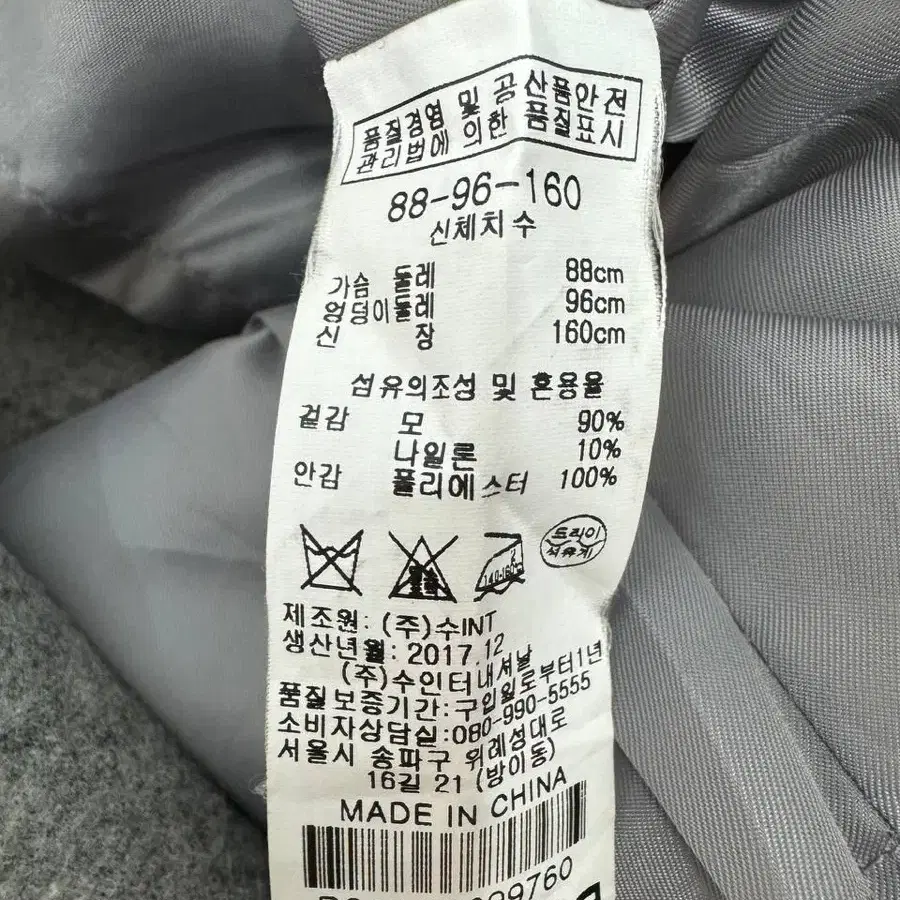 품질경영 및 공산품안전
관리법에 의한 품질표시
88-96-160
신체치수
가슴 둘레 88cm
엉덩이둘레 96cm
신 장 160cm
섬유의조성 및 혼용율
겉감 모 90%
나일론 10%
안감 폴리에스터 100%
드라이
석유계
140-160℃
제조원: (주)수INT
생산년월: 2017.12
(주)수인터내셔날
품질보증기간:구입일로부터1년
소비자상담실:080-990-5555
서울시 송파구 위례성대로
16길 21 (방이동)
MADE IN CHINA